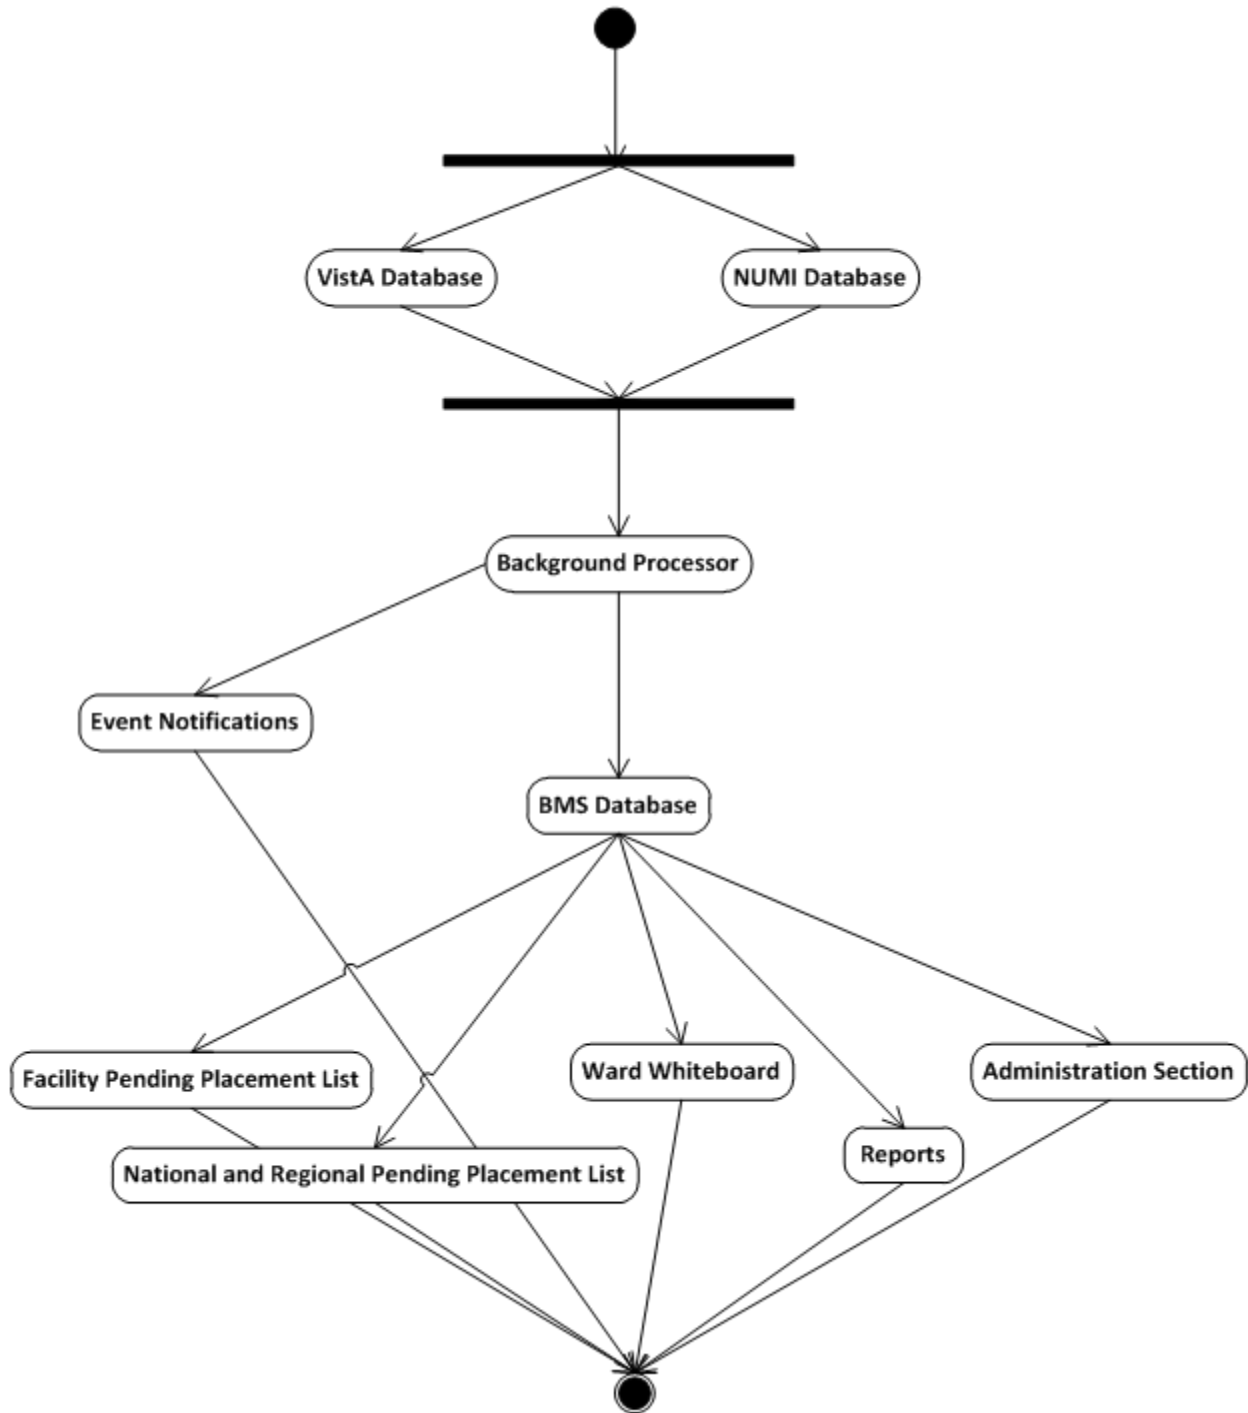 VistA Database
NUMI Database
Background Processor
Event Notifications
BMS Database
Facility Pending Placement List
Ward Whiteboard
Administration Section
National and Regional Pending Placement List
Reports